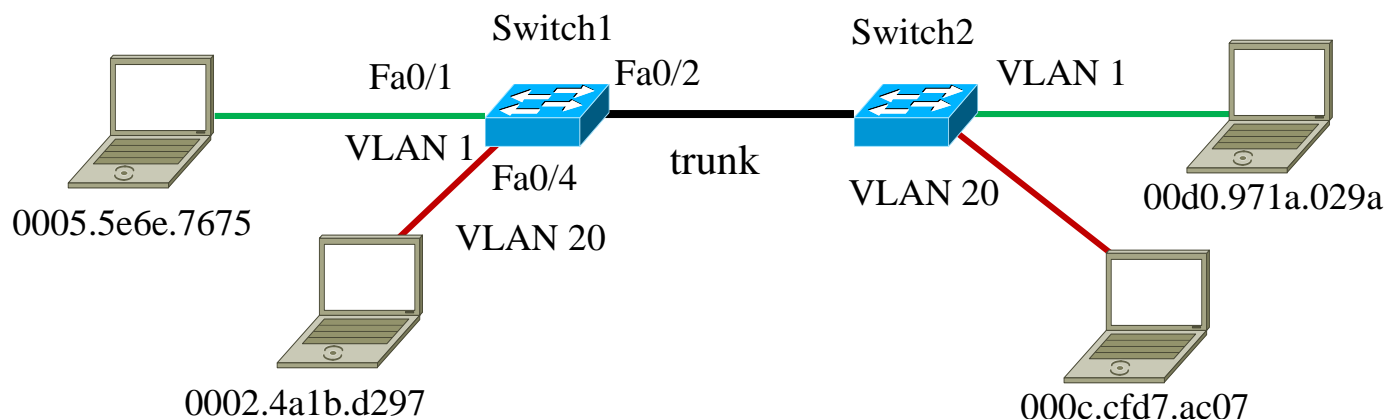 Switch1
Switch2
Fa0/1
Fa0/2
VLAN 1
VLAN 1
trunk
Fa0/4
VLAN 20
00d0.971a.029a
0005.5e6e.7675
VLAN 20
0002.4a1b.d297
000c.cfd7.ac07